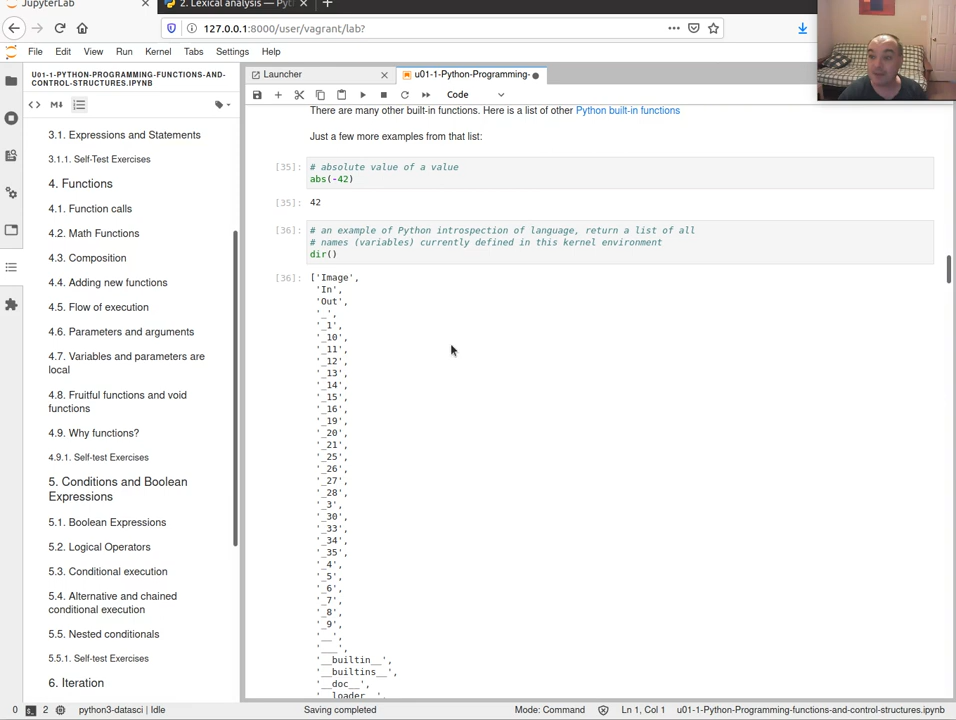 JupyterLab
2. Lexical analysis — Pyt
127.0.0.1:8000/user/vagrant/lab?
File Edit View Run Kernel Tabs Settings Help
U01-1-PYTHON-PROGRAMMING-FUNCTIONS-AND-
CONTROL-STRUCTURES.IPYNB
3.1. Expressions and Statements
3.1.1. Self-Test Exercises
4. Functions
4.1. Function calls
4.2. Math Functions
4.3. Composition
4.4. Adding new functions
4.5. Flow of execution
4.6. Parameters and arguments
4.7. Variables and parameters are
local
4.8. Fruitful functions and void
functions
4.9. Why functions?
4.9.1. Self-test Exercises
5. Conditions and Boolean
Expressions
5.1. Boolean Expressions
5.2. Logical Operators
5.3. Conditional execution
5.4. Alternative and chained
conditional execution
5.5. Nested conditionals
5.5.1. Self-test Exercises
6. Iteration
Launcher
u01-1-Python-Programming-
Code
There are many other built-in functions. Here is a list of other Python built-in functions
Just a few more examples from that list:
[35]: # absolute value of a value
abs(-42)
[35]: 42
[36]: # an example of Python introspection of language, return a list of all
# names (variables) currently defined in this kernel environment
dir()
[36]: ['Image',
'In',
'Out',
'_',
'_1',
'_10',
'_11',
'_12',
'_13',
'_14',
'_15',
'_16',
'_19',
'_20',
'_21',
'_25',
'_26',
'_27',
'_28',
'_3',
'_30',
'_33',
'_34',
'_35',
'_4',
'_5',
'_6',
'_7',
'_8',
'_9',
'__',
'___',
'__builtin__',
'__builtins__',
'__doc__',
'__loader__',
0 2 python3-datasci | Idle Saving completed Mode: Command Ln 1, Col 1 u01-1-Python-Programming-functions-and-control-structures.ipynb